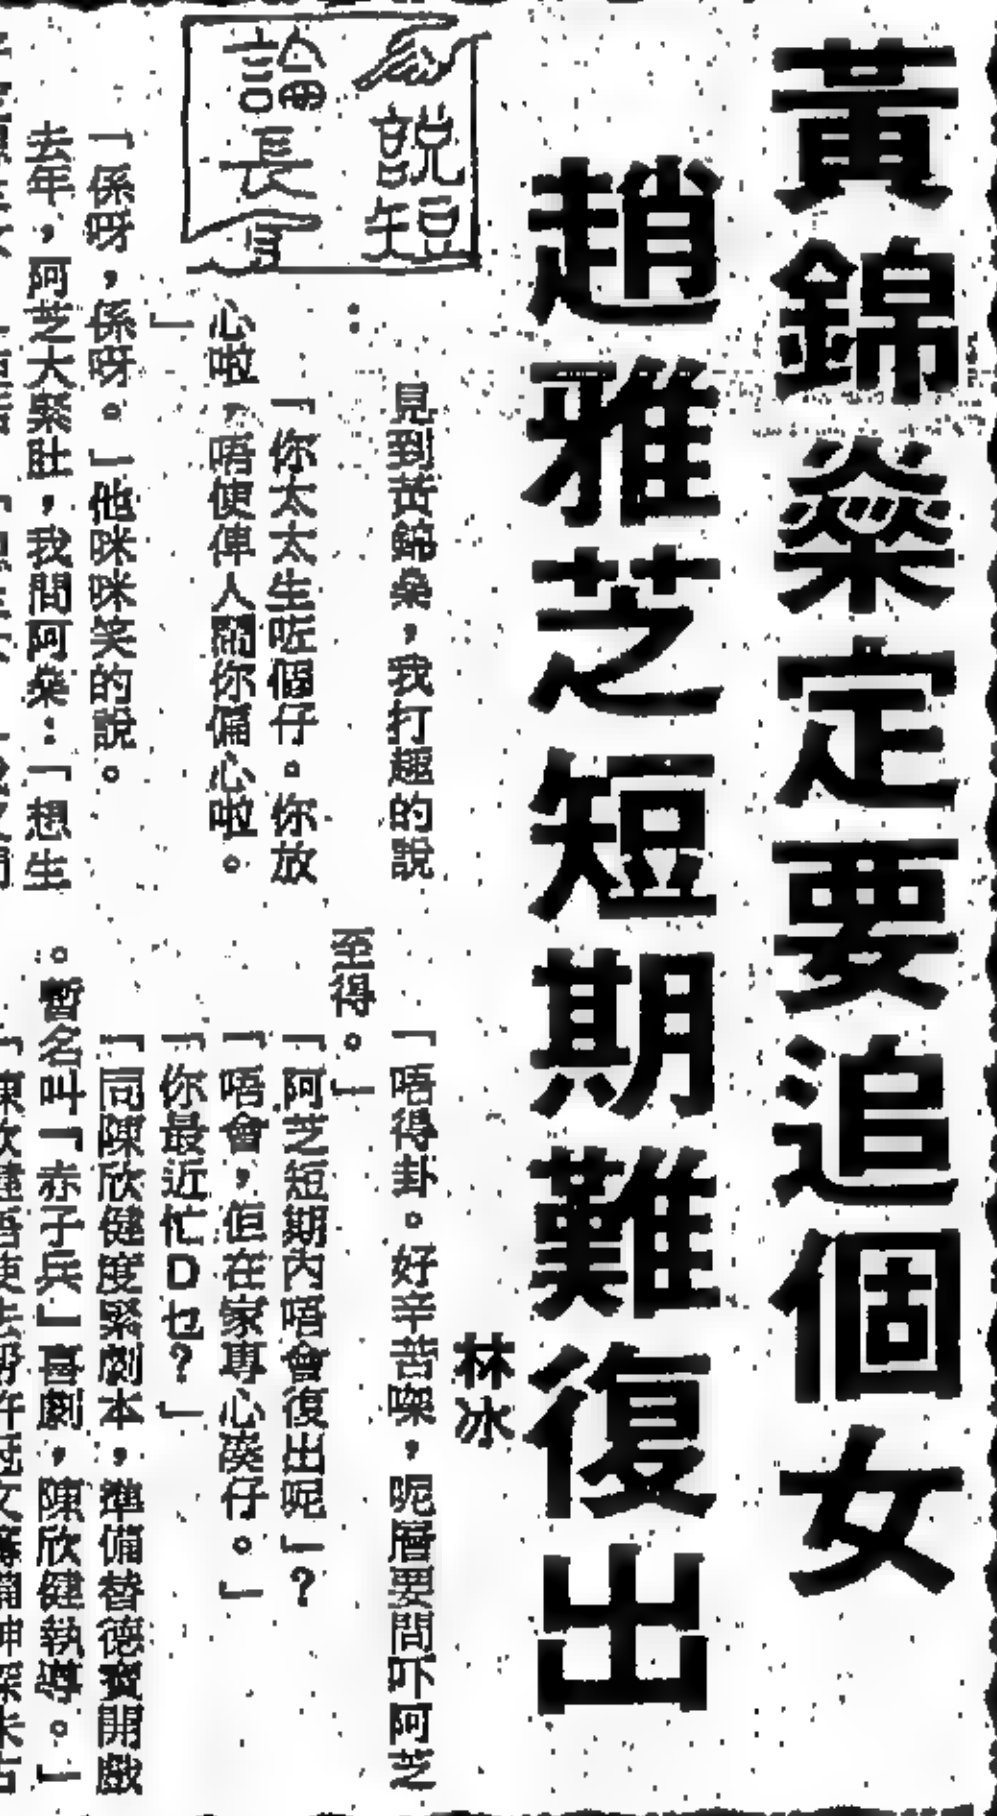 黃錦燊定要追個女
趙雅芝短期難復出
林冰
說短
論長
見到黃錦燊，我打趣的說
：
「你太太生咗個仔。你放
心啦，唔使俾人鬧你偏心啦。
」
「係呀，係呀。」他咪咪笑的說。
去年，阿芝大緊肚，我問阿燊：「想生
「唔得卦。好辛苦㗎，呢層要問吓阿芝
至得。」
「阿芝短期內唔會復出呢」？
「唔會，佢在家專心湊仔。」
「你最近忙D乜？」
「同陳欣健度緊劇本，準備替德寶開戲
。暫名叫「赤子兵」喜劇，陳欣健執導。」